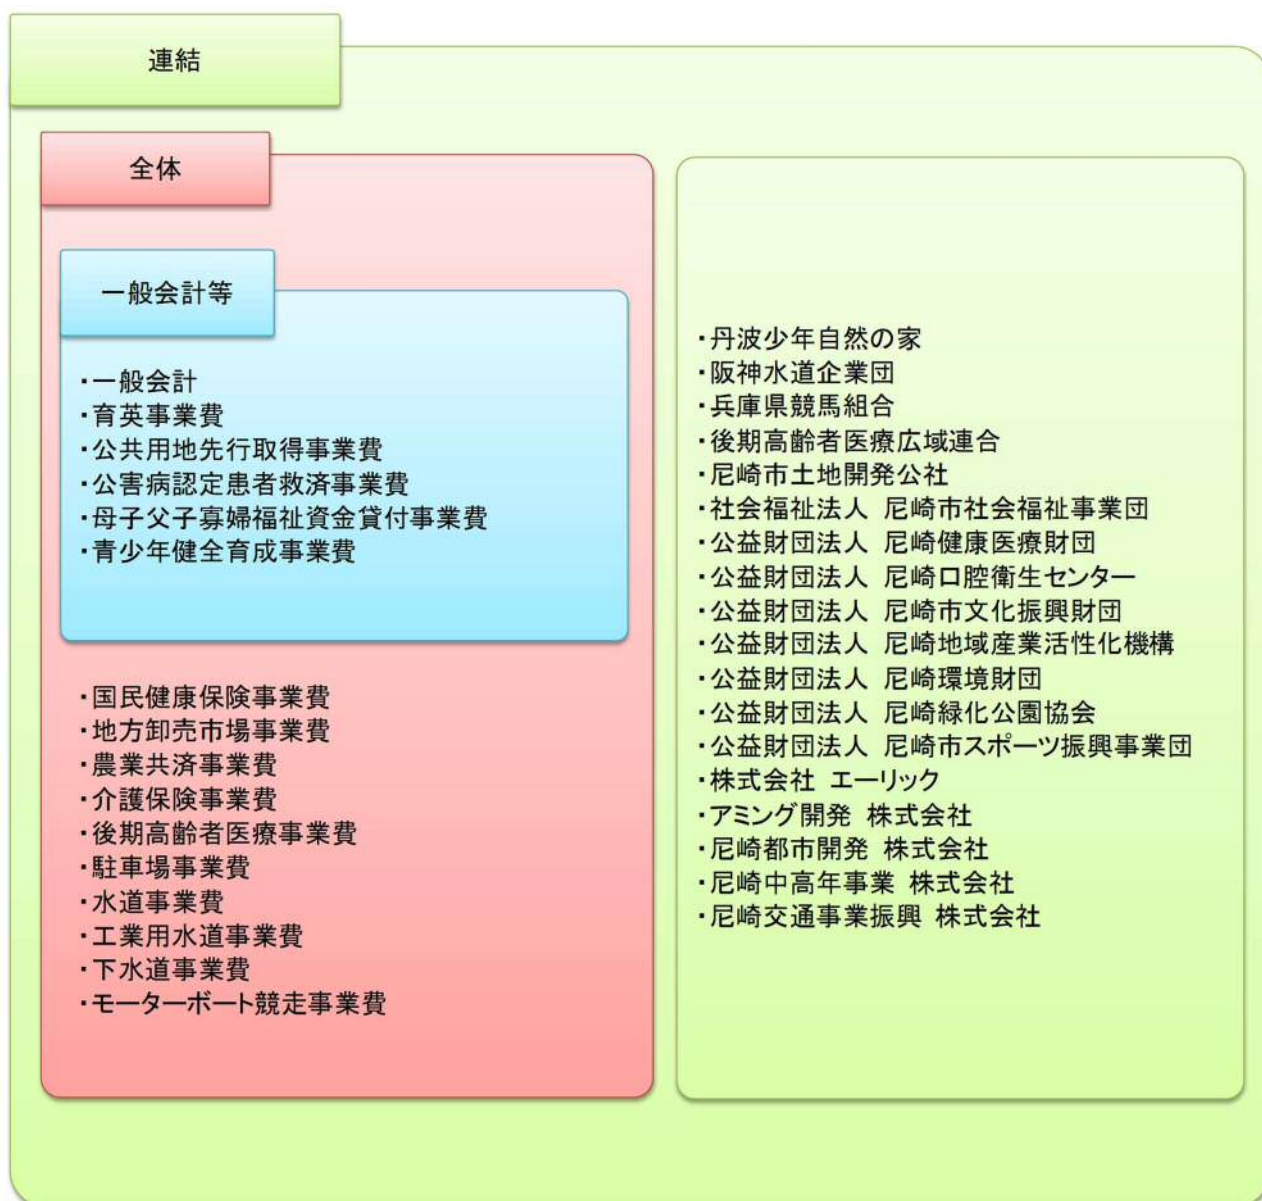 連結
全体
一般会計等
・一般会計
・育英事業費
・公共用地先行取得事業費
・公害病認定患者救済事業費
・母子父子寡婦福祉資金貸付事業費
・青少年健全育成事業費
・国民健康保険事業費
・地方卸売市場事業費
・農業共済事業費
・介護保険事業費
・後期高齢者医療事業費
・駐車場事業費
・水道事業費
・工業用水道事業費
・下水道事業費
・モーターボート競走事業費
・丹波少年自然の家
・阪神水道企業団
・兵庫県競馬組合
・後期高齢者医療広域連合
・尼崎市土地開発公社
・社会福祉法人 尼崎市社会福祉事業団
・公益財団法人 尼崎健康医療財団
・公益財団法人 尼崎口腔衛生センター
・公益財団法人 尼崎市文化振興財団
・公益財団法人 尼崎地域産業活性化機構
・公益財団法人 尼崎環境財団
・公益財団法人 尼崎緑化公園協会
・公益財団法人 尼崎市スポーツ振興事業団
・株式会社 エーリック
・アミング開発 株式会社
・尼崎都市開発 株式会社
・尼崎中高年事業 株式会社
・尼崎交通事業振興 株式会社